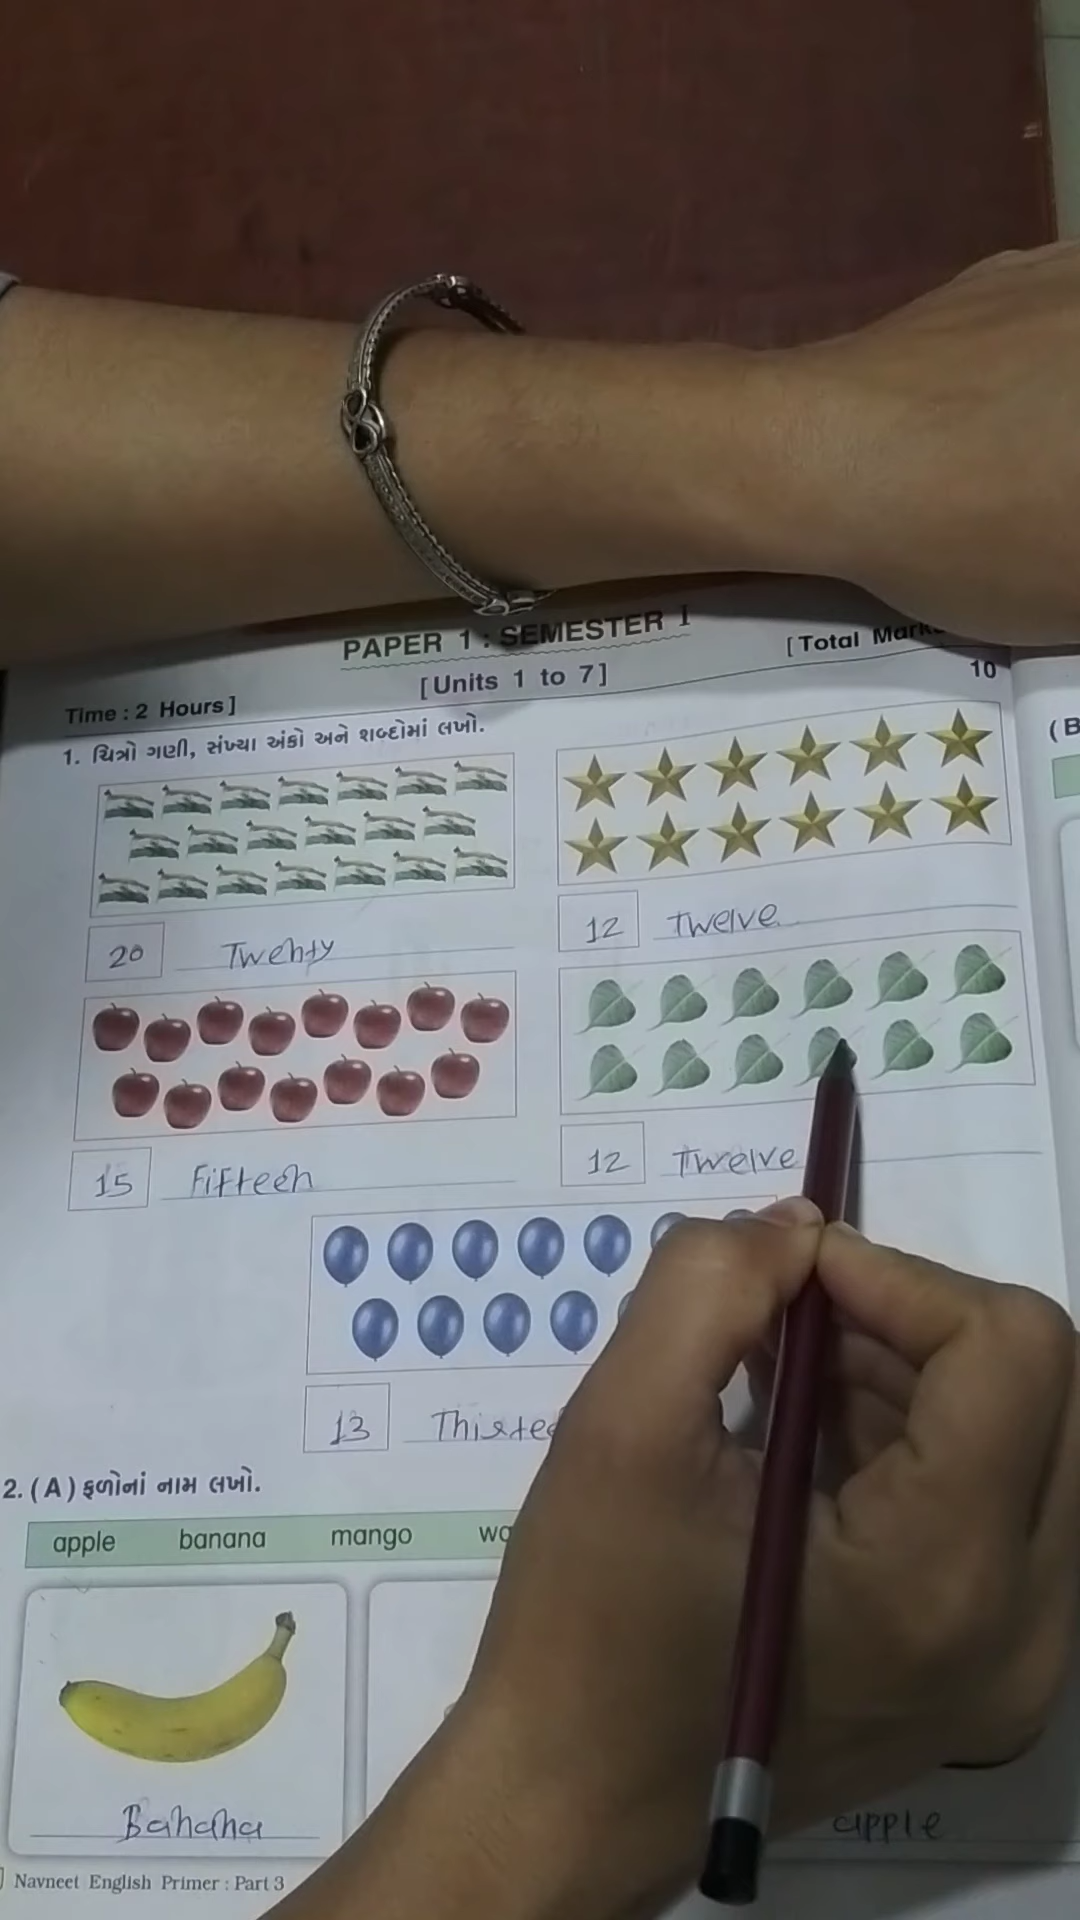 PAPER 1 : SEMESTER I
[Units 1 to 7]
Time : 2 Hours]
[Total
10
1. ચિત્રો ગણી, સંખ્યા અંકો અને શબ્દોમાં લખો.
(B
20 Twenty
12 Twelve
15 Fifteen
12 Twelve
13
2. (A) ફળોનાં નામ લખો.
apple banana mango
Banana
apple
Navneet English Primer : Part 3